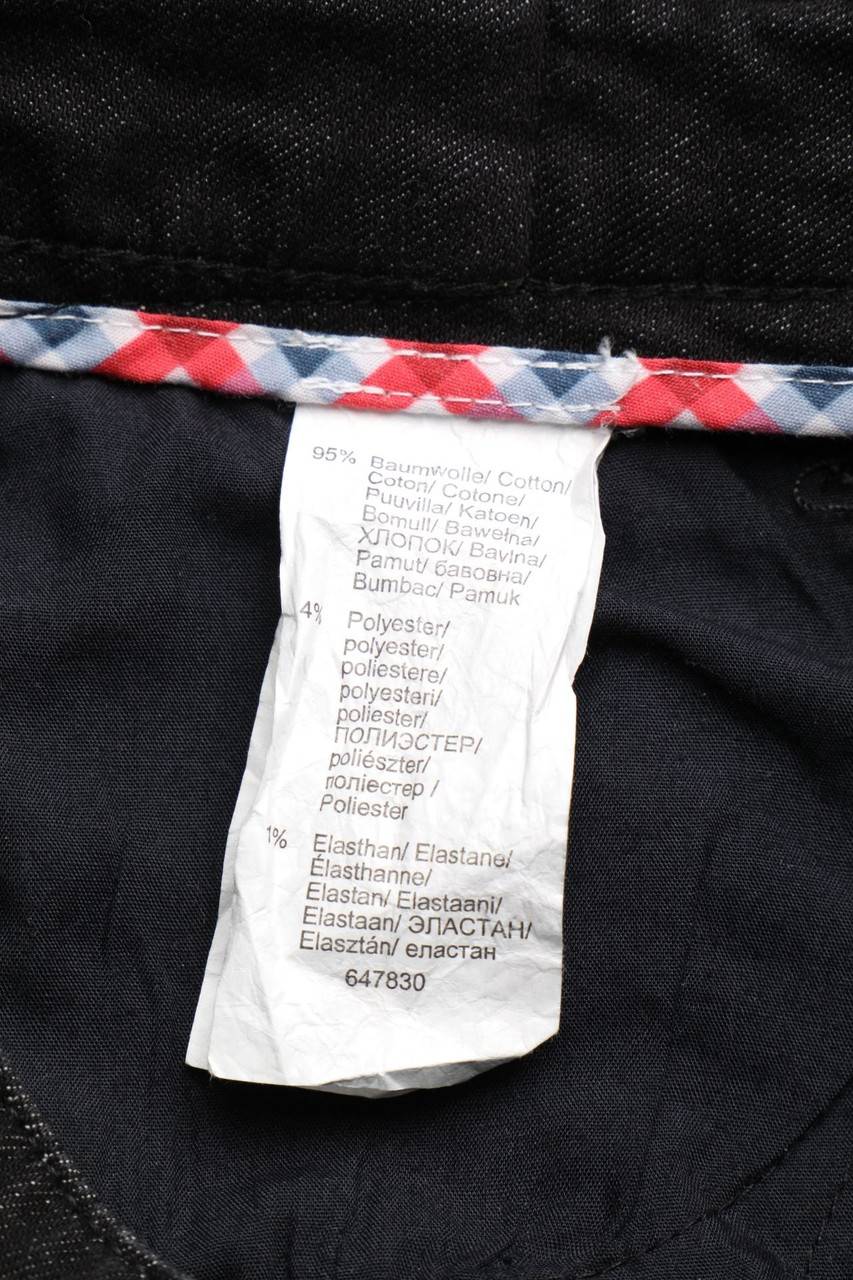 95% Baumwolle/ Cotton/
Coton/ Cotone/
Puuvilla/ Katoen/
Bomull/ Bawełna/
ХЛОПОК/ Bavlna/
Pamut/ бавовна/
Bumbac/ Pamuk
4% Polyester/
polyester/
poliestere/
polyesteri/
poliester/
ПОЛИЭСТЕР/
poliészter/
поліестер /
Poliester
1% Elasthan/ Elastane/
Élasthanne/
Elastan/ Elastaani/
Elastaan/ ЭЛАСТАН/
Elasztán/ еластан
647830